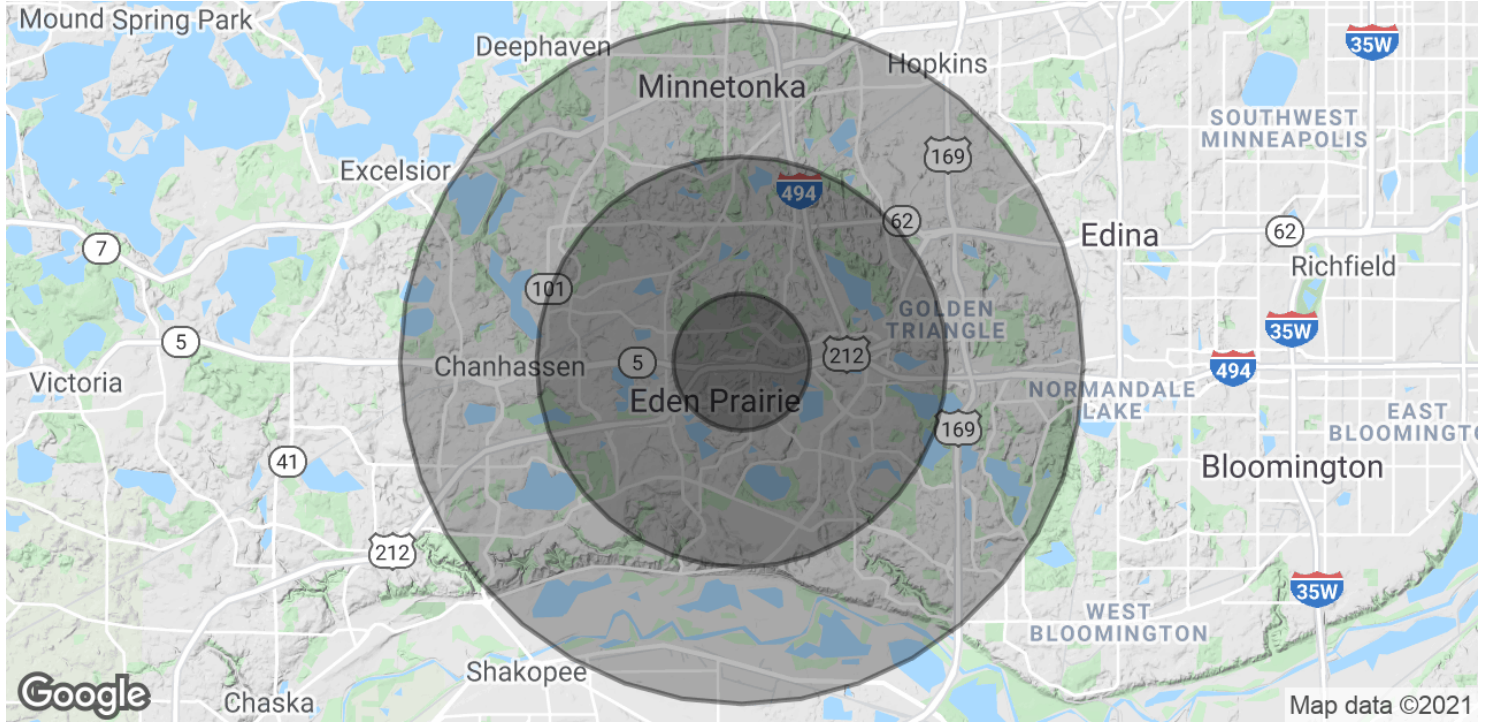 Mound Spring Park
Deephaven
Hopkins
35W
Minnetonka
SOUTHWEST
MINNEAPOLIS
169
Excelsior
494
62
7
Edina
62
Richfield
101
GOLDEN
TRIANGLE
35W
5
Chanhassen
5
212
494
Victoria
Eden Prairie
NORMANDALE
LAKE
EAST
BLOOMINGTO
169
41
Bloomington
212
35W
WEST
BLOOMINGTON
Shakopee
Google
Chaska
Map data ©2021